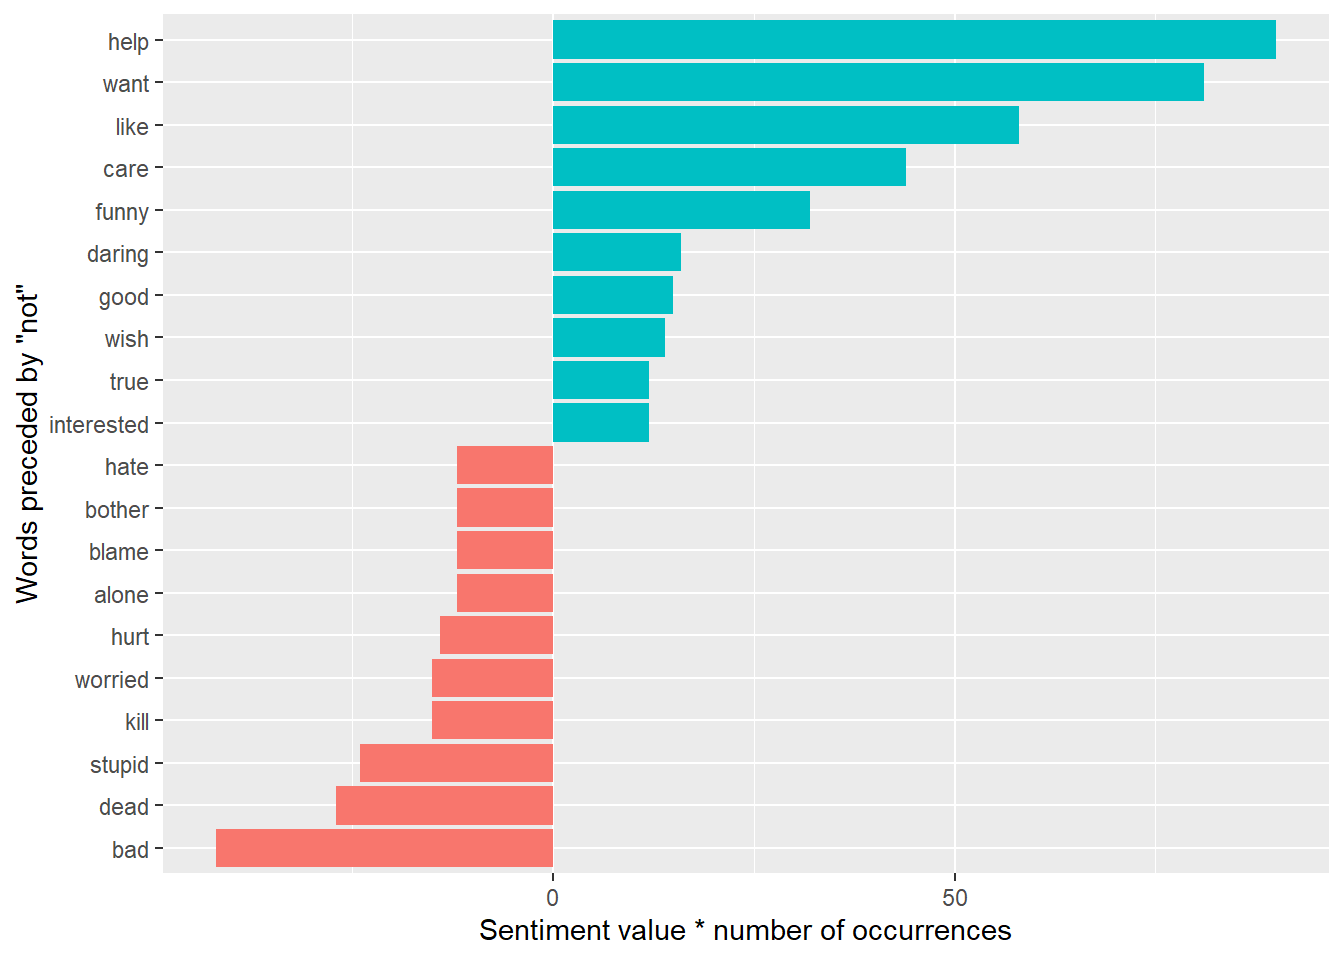 help
want
like
care
funny
daring
good
wish
true
interested
hate
bother
blame
alone
hurt
worried
kill
stupid
dead
bad
Words preceded by "not"
0 50
Sentiment value * number of occurrences